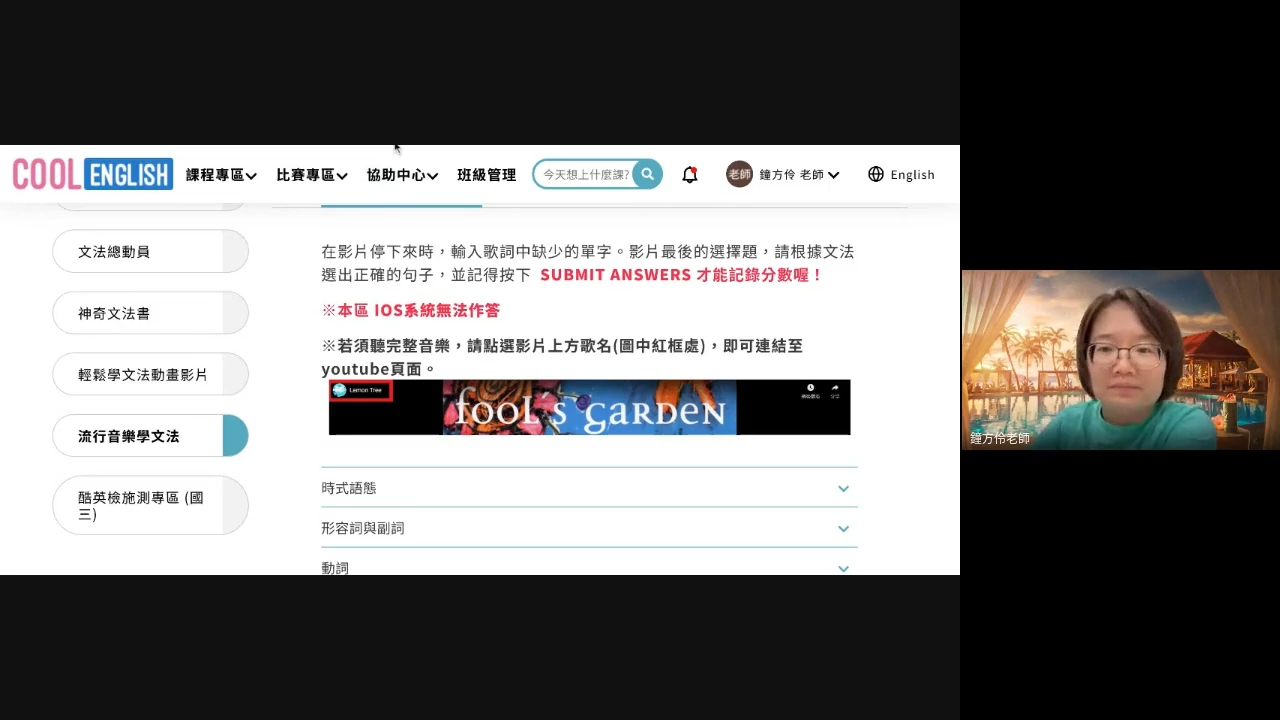 COOL ENGLISH 課程專區 比賽專區 協助中心 班級管理 今天想上什麼課? 老師 鐘方伶 老師 English
文法總動員
神奇文法書
輕鬆學文法動畫影片
流行音樂學文法
酷英檢施測專區 (國
三)
在影片停下來時，輸入歌詞中缺少的單字。影片最後的選擇題，請根據文法
選出正確的句子，並記得按下 SUBMIT ANSWERS 才能記錄分數喔！
※本區 IOS系統無法作答
※若須聽完整音樂，請點選影片上方歌名(圖中紅框處)，即可連結至
youtube頁面。
Lemon Tree
fool's garden
分享
時式語態
形容詞與副詞
動詞
鐘方伶老師